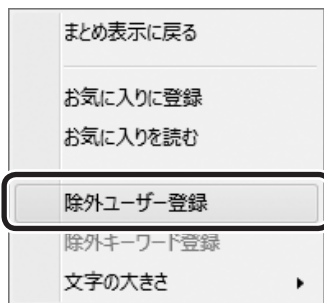 まとめ表示に戻る
お気に入りに登録
お気に入りを読む
除外ユーザー登録
除外キーワード登録
文字の大きさ